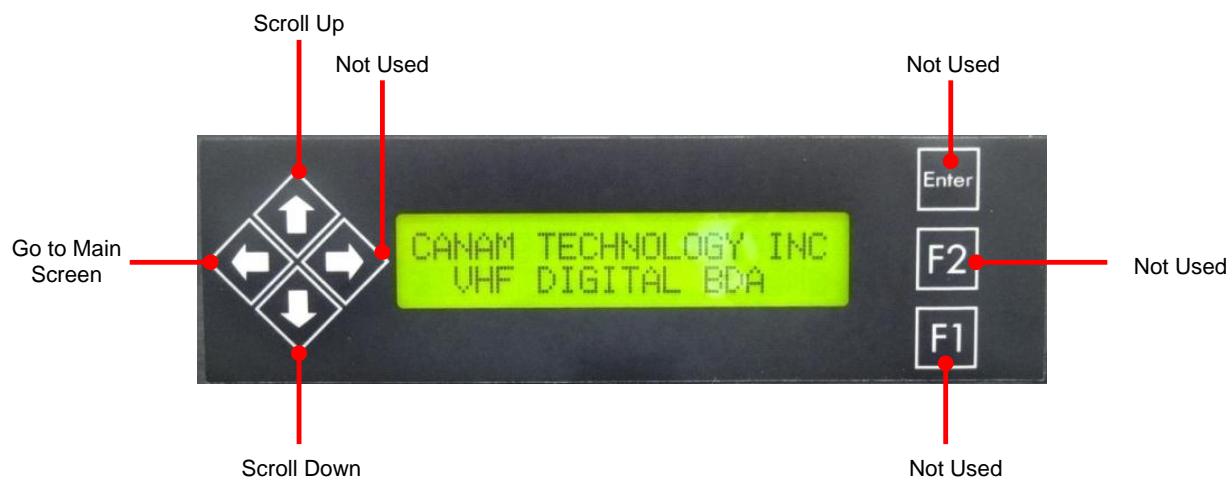 Scroll Up
Not Used
Not Used
Enter
CANAM TECHNOLOGY INC
VHF DIGITAL BDA
Go to Main
Screen
F2
Not Used
F1
Scroll Down
Not Used